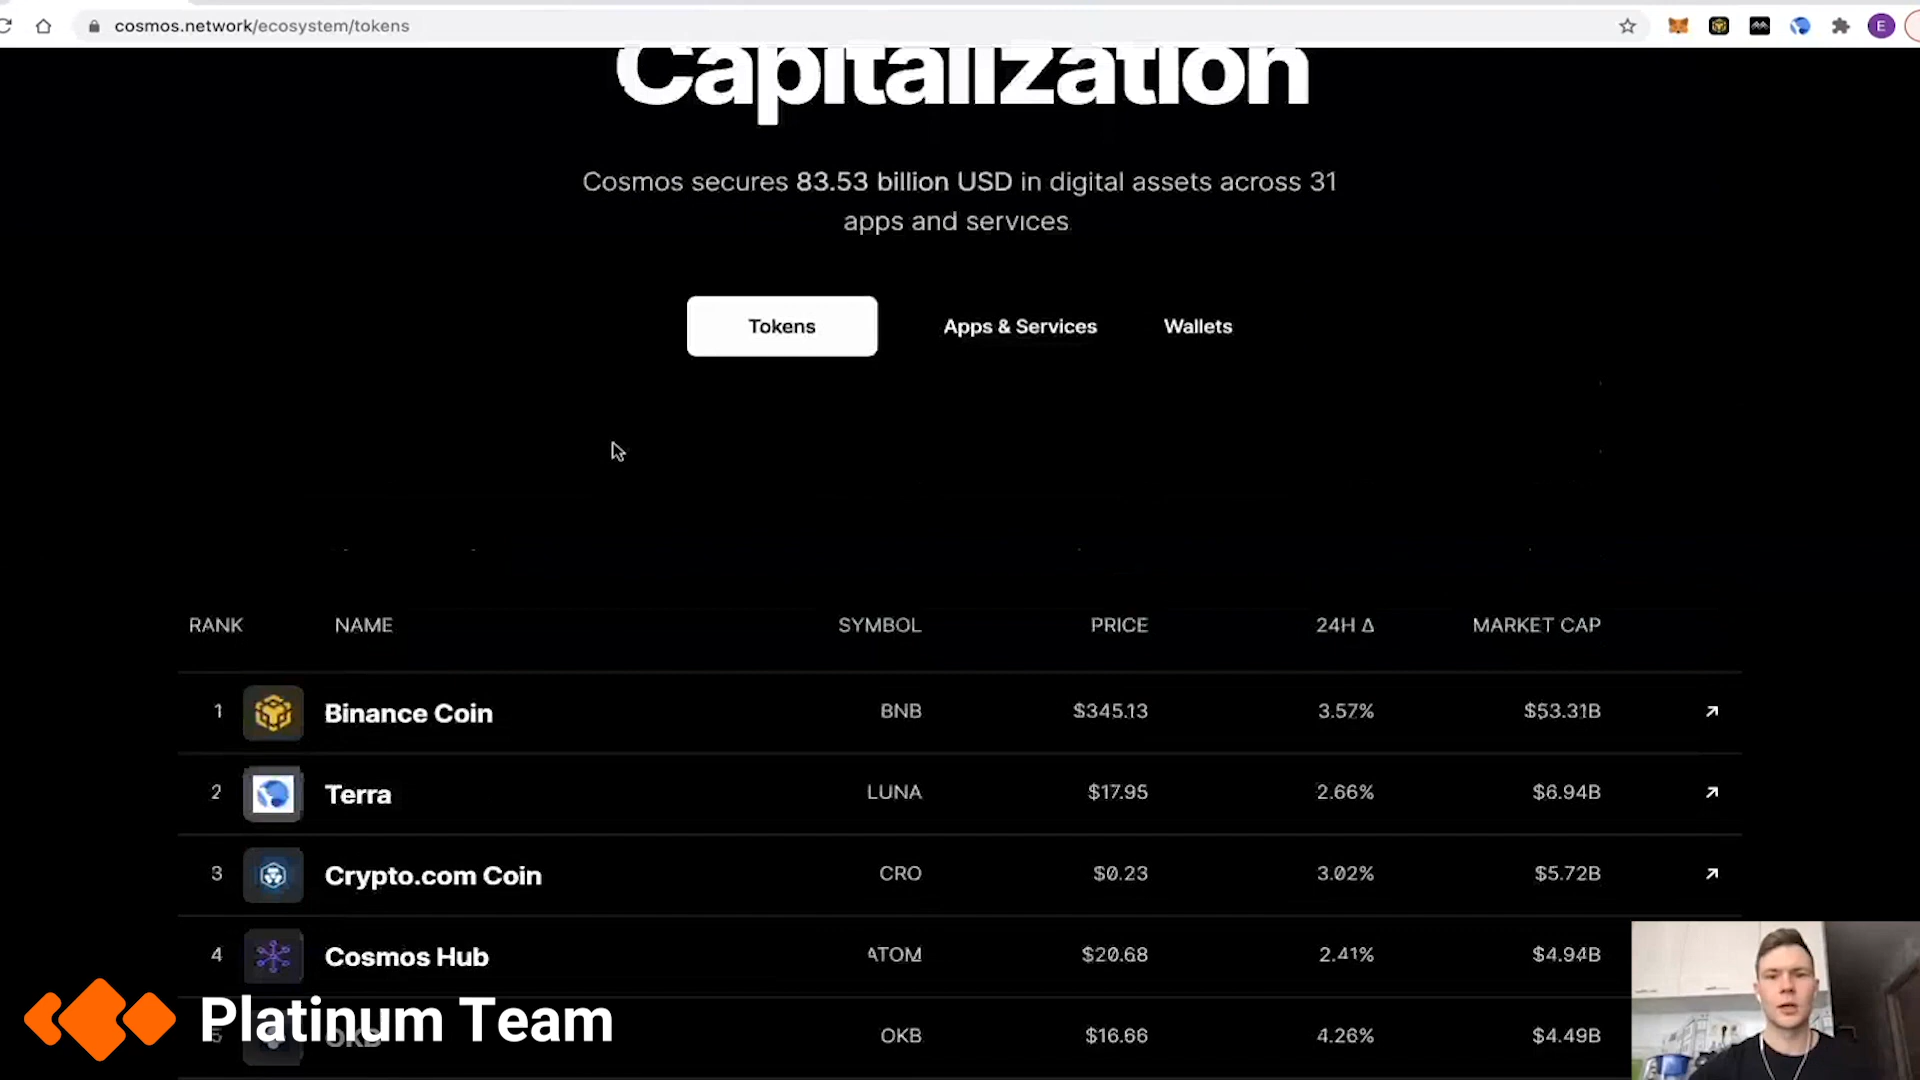 cosmos.network/ecosystem/tokens
E
Capitalization
Cosmos secures 83.53 billion USD in digital assets across 31
apps and services
Tokens Apps & Services Wallets
RANK NAME SYMBOL PRICE 24H Δ MARKET CAP
1 Binance Coin BNB $345.13 3.57% $53.31B
2 Terra LUNA $17.95 2.66% $6.94B
3 Crypto.com Coin CRO $0.23 3.02% $5.72B
4 Cosmos Hub ATOM $20.68 2.41% $4.94B
5 OKB OKB $16.66 4.26% $4.49B
Platinum Team